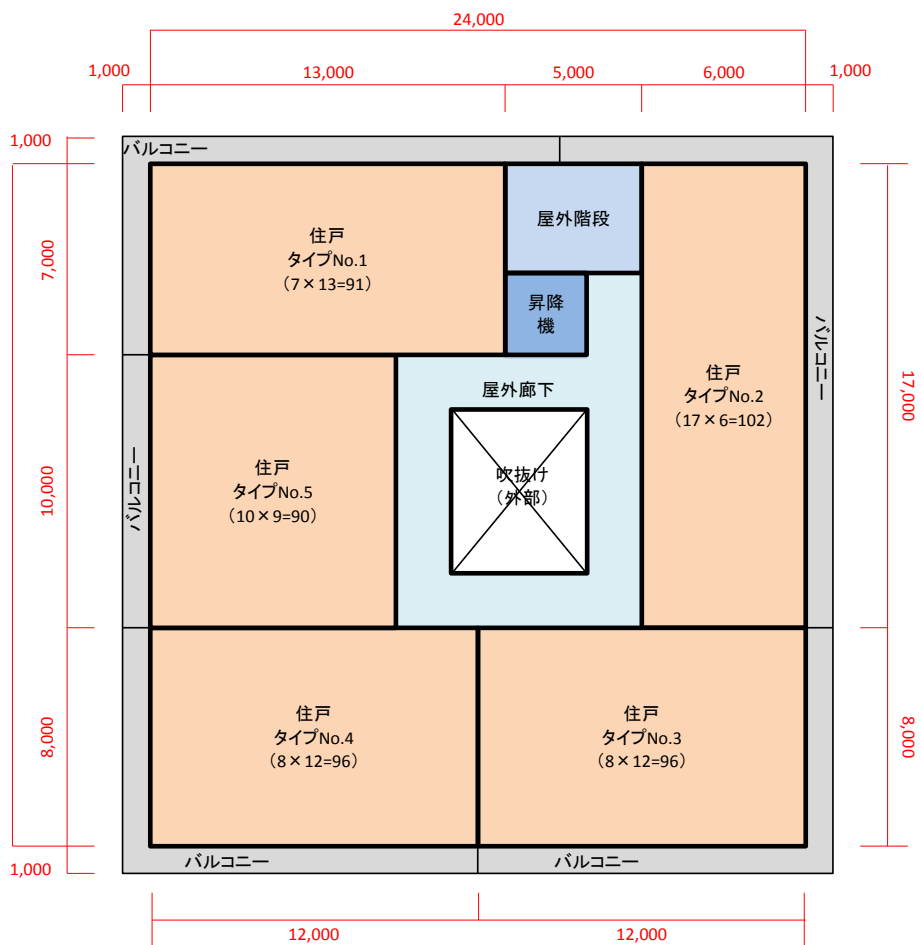 24,000
1,000
13,000
5,000
6,000
1,000
1,000
バルコニー
住戸
タイプNo.1
(7×13=91)
屋外階段
7,000
昇降
機
バルコニー
屋外廊下
住戸
タイプNo.2
(17×6=102)
17,000
住戸
タイプNo.5
(10×9=90)
吹抜け
(外部)
10,000
バルコニー
住戸
タイプNo.4
(8×12=96)
住戸
タイプNo.3
(8×12=96)
8,000
8,000
バルコニー
バルコニー
1,000
12,000
12,000